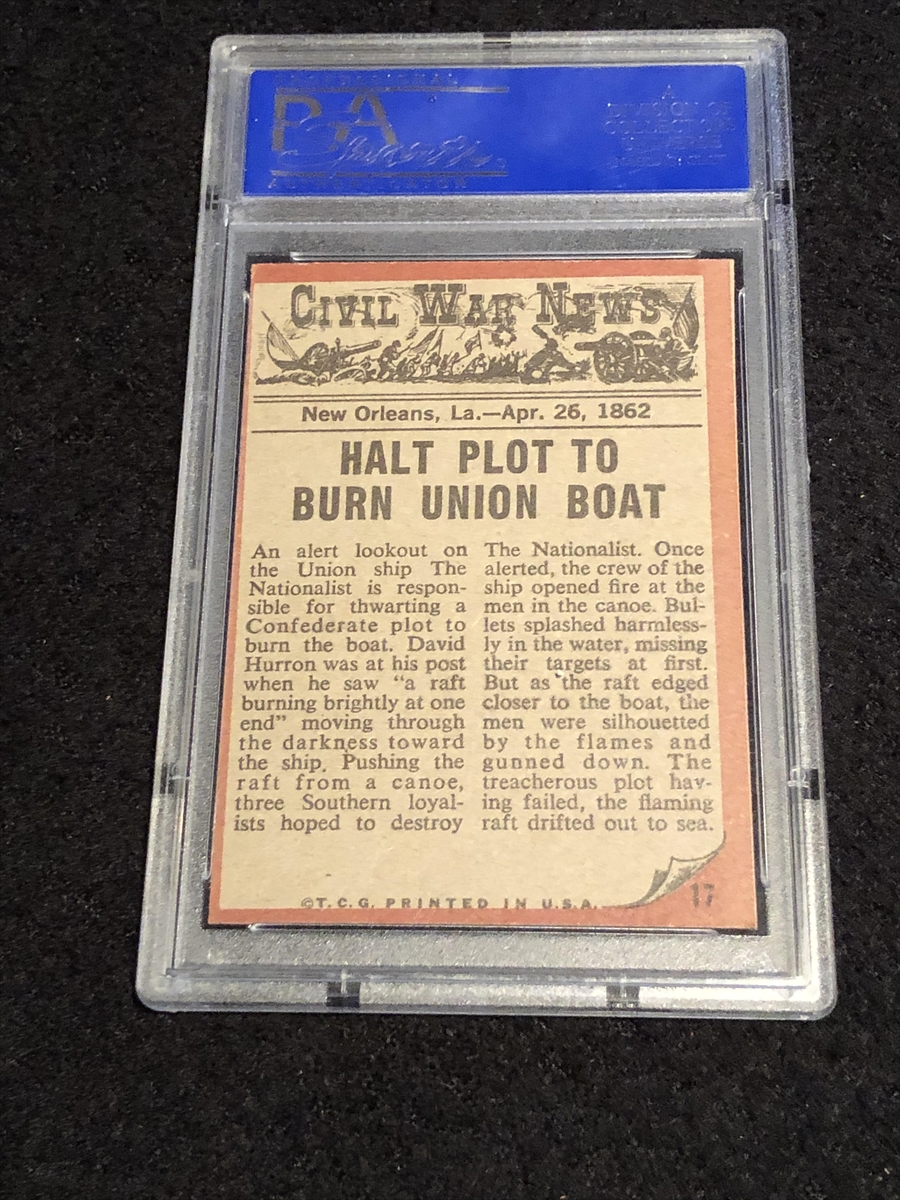 PROFESSIONAL
PSA
AUTHENTICATOR
A
DIVISION OF
COLLECTORS
UNIVERSE
CIVIL WAR NEWS
New Orleans, La.—Apr. 26, 1862
HALT PLOT TO
BURN UNION BOAT
An alert lookout on
the Union ship The
Nationalist is respon-
sible for thwarting a
Confederate plot to
burn the boat. David
Hurron was at his post
when he saw “a raft
burning brightly at one
end” moving through
the darkness toward
the ship. Pushing the
raft from a canoe,
three Southern loyal-
ists hoped to destroy
The Nationalist. Once
alerted, the crew of the
ship opened fire at the
men in the canoe. Bul-
lets splashed harmless-
ly in the water, missing
their targets at first.
But as the raft edged
closer to the boat, the
men were silhouetted
by the flames and
gunned down. The
treacherous plot hav-
ing failed, the flaming
raft drifted out to sea.
©T.C.G. PRINTED IN U.S.A.
17